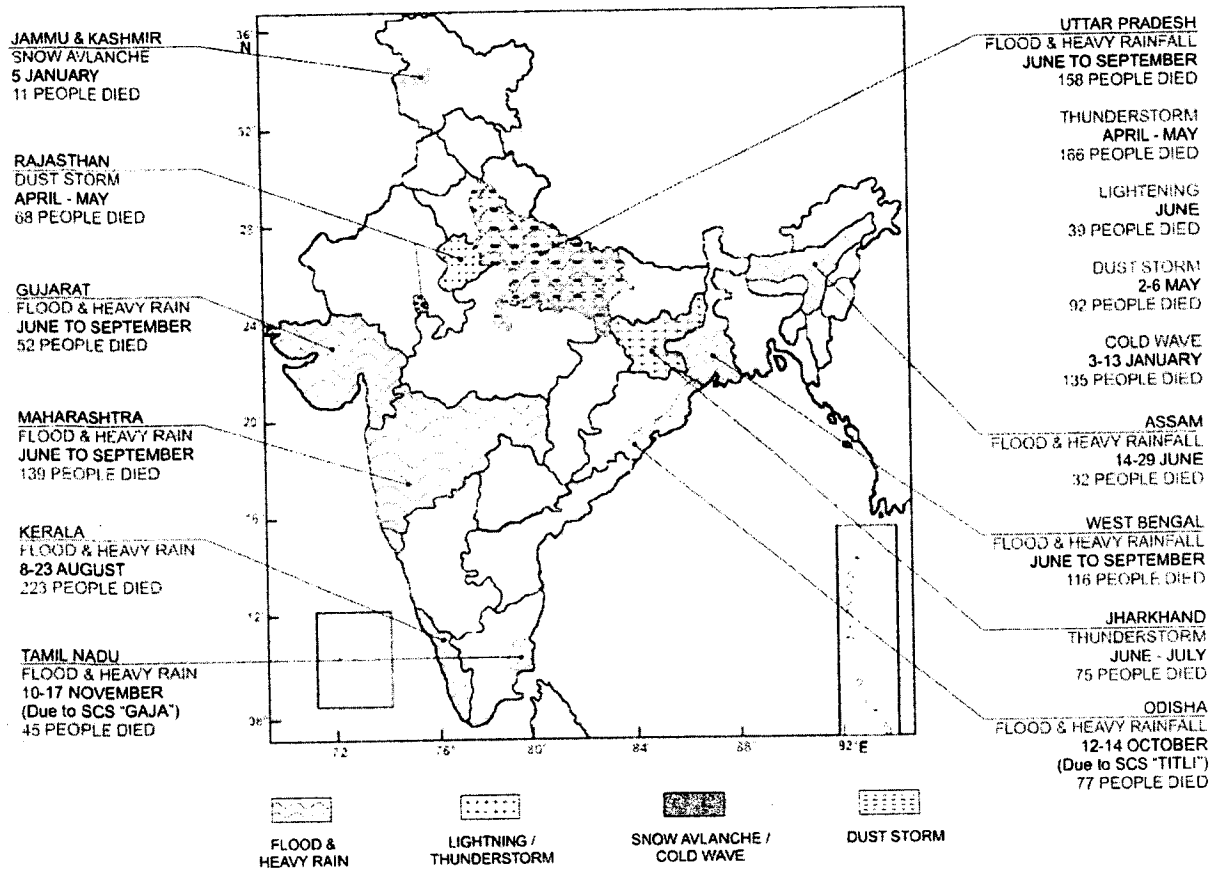 JAMMU & KASHMIR
SNOW AVLANCHE
5 JANUARY
11 PEOPLE DIED
RAJASTHAN
DUST STORM
APRIL - MAY
68 PEOPLE DIED
GUJARAT
FLOOD & HEAVY RAIN
JUNE TO SEPTEMBER
52 PEOPLE DIED
MAHARASHTRA
FLOOD & HEAVY RAIN
JUNE TO SEPTEMBER
139 PEOPLE DIED
KERALA
FLOOD & HEAVY RAIN
8-23 AUGUST
223 PEOPLE DIED
TAMIL NADU
FLOOD & HEAVY RAIN
10-17 NOVEMBER
(Due to SCS "GAJA")
45 PEOPLE DIED
36°
N
32°
28
24
20
12°
72
76°
80°
84
88
92°E
UTTAR PRADESH
FLOOD & HEAVY RAINFALL
JUNE TO SEPTEMBER
158 PEOPLE DIED
THUNDERSTORM
APRIL - MAY
166 PEOPLE DIED
LIGHTENING
JUNE
39 PEOPLE DIED
DUST STORM
2-6 MAY
92 PEOPLE DIED
COLD WAVE
3-13 JANUARY
135 PEOPLE DIED
ASSAM
FLOOD & HEAVY RAINFALL
14-29 JUNE
32 PEOPLE DIED
WEST BENGAL
FLOOD & HEAVY RAINFALL
JUNE TO SEPTEMBER
116 PEOPLE DIED
JHARKHAND
THUNDERSTORM
JUNE - JULY
75 PEOPLE DIED
ODISHA
FLOOD & HEAVY RAINFALL
12-14 OCTOBER
(Due to SCS "TITLI")
77 PEOPLE DIED
FLOOD &
HEAVY RAIN
LIGHTNING /
THUNDERSTORM
SNOW AVLANCHE /
COLD WAVE
DUST STORM